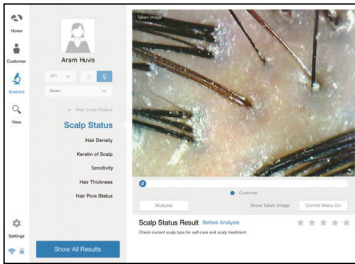 Home
Customer
Analysis
View
Settings
Aram Huvis
20's
Asian
Hair Loss Status
Scalp Status
Hair Density
Keratin of Scalp
Sensitivity
Hair Thickness
Hair Pore Status
Show All Results
Taken Image
Customer
Analysis
Show Taken Image
Control Menu On
Scalp Status Result Before Analysis
Check current scalp type for self-care and scalp treatment